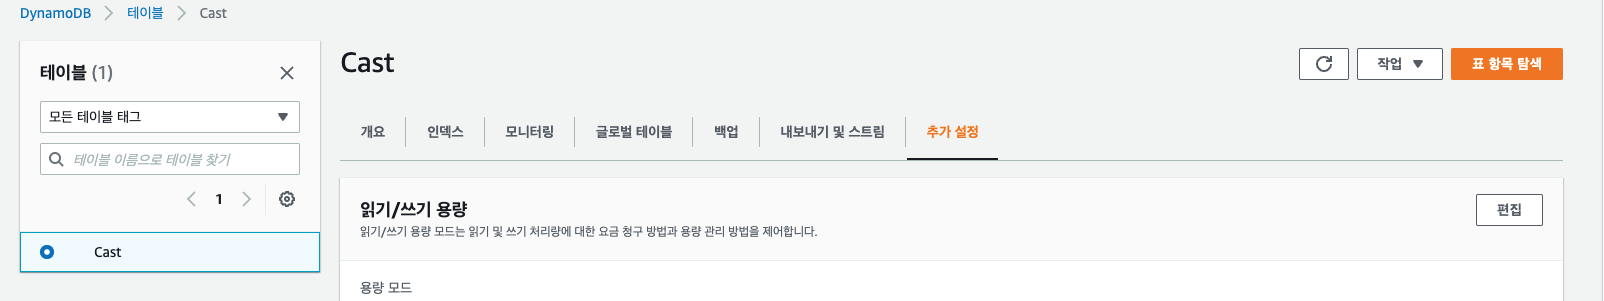 DynamoDB > 테이블 > Cast
테이블 (1)
모든 테이블 태그
테이블 이름으로 테이블 찾기
1
Cast
Cast
작업
표 항목 탐색
개요
인덱스
모니터링
글로벌 테이블
백업
내보내기 및 스트림
추가 설정
읽기/쓰기 용량
편집
읽기/쓰기 용량 모드는 읽기 및 쓰기 처리량에 대한 요금 청구 방법과 용량 관리 방법을 제어합니다.
용량 모드